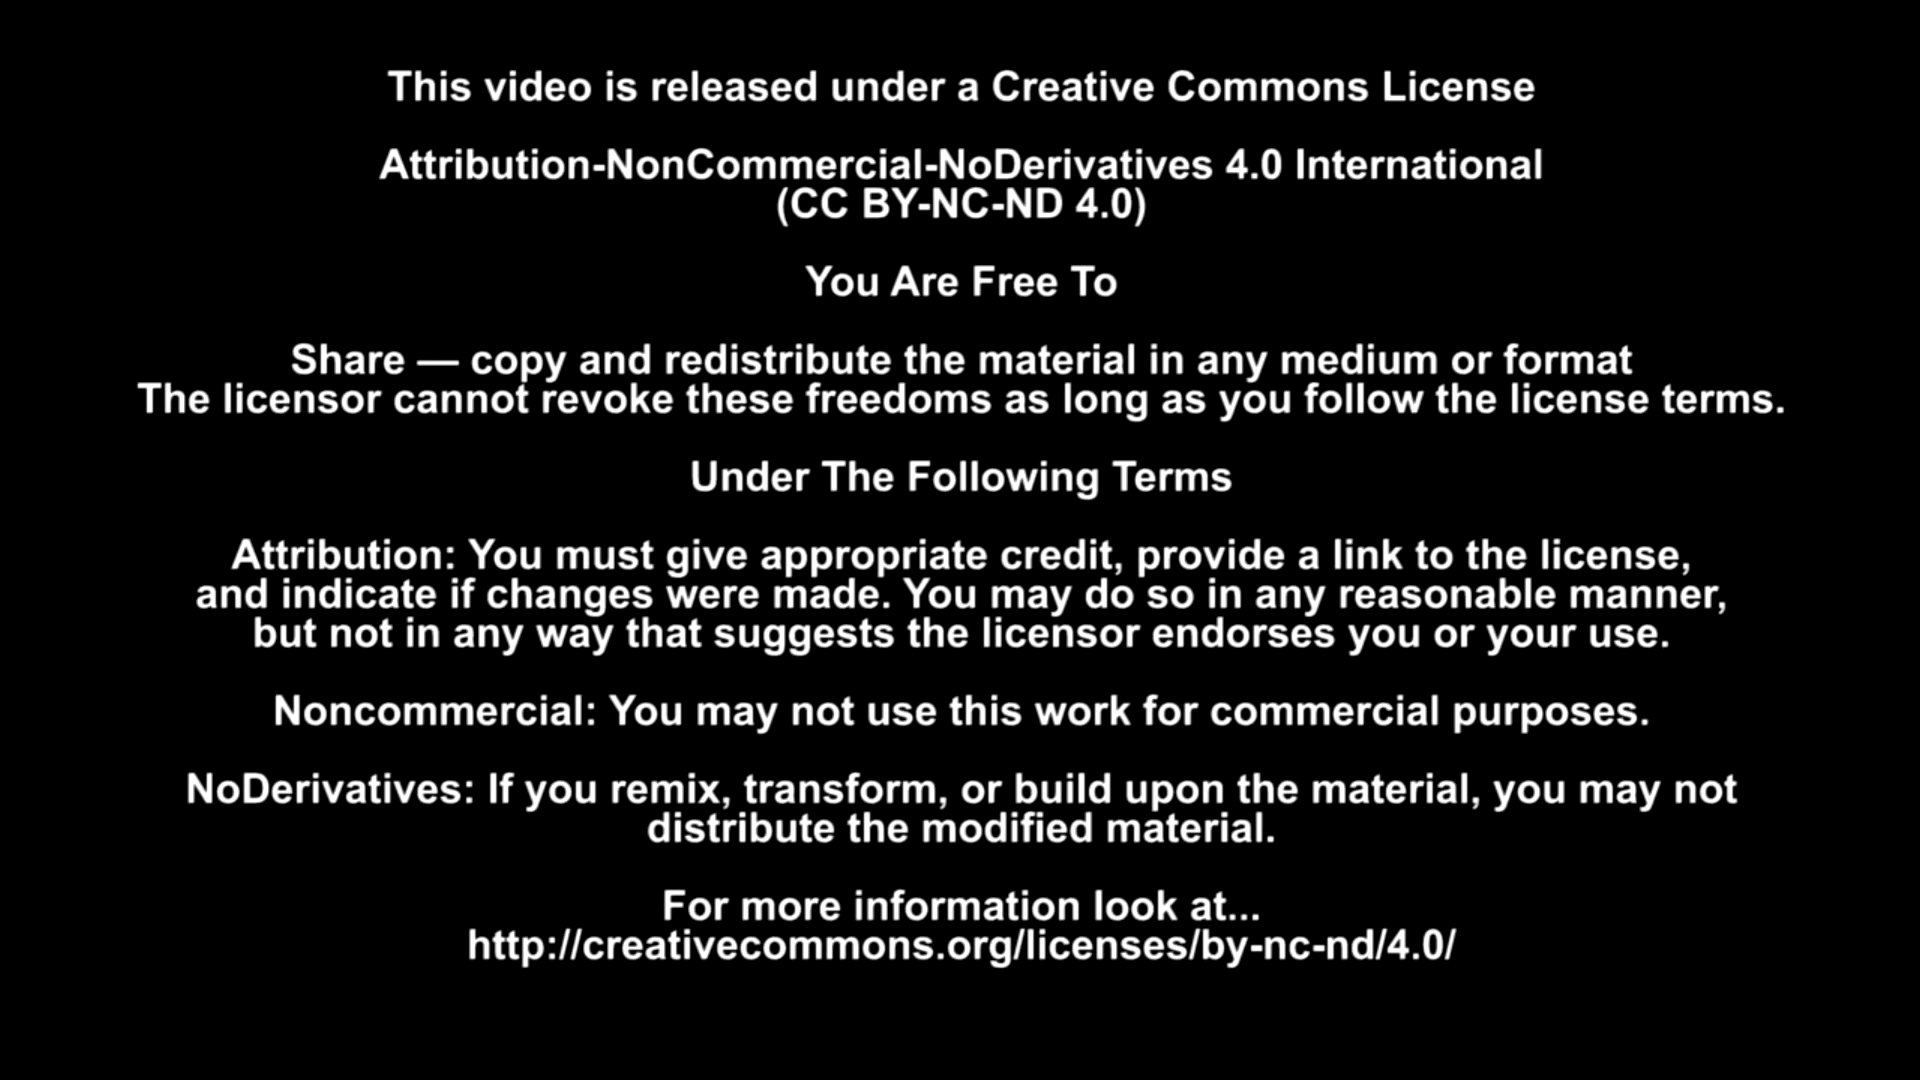 This video is released under a Creative Commons License
Attribution-NonCommercial-NoDerivatives 4.0 International
(CC BY-NC-ND 4.0)
You Are Free To
Share — copy and redistribute the material in any medium or format
The licensor cannot revoke these freedoms as long as you follow the license terms.
Under The Following Terms
Attribution: You must give appropriate credit, provide a link to the license,
and indicate if changes were made. You may do so in any reasonable manner,
but not in any way that suggests the licensor endorses you or your use.
Noncommercial: You may not use this work for commercial purposes.
NoDerivatives: If you remix, transform, or build upon the material, you may not
distribute the modified material.
For more information look at...
http://creativecommons.org/licenses/by-nc-nd/4.0/